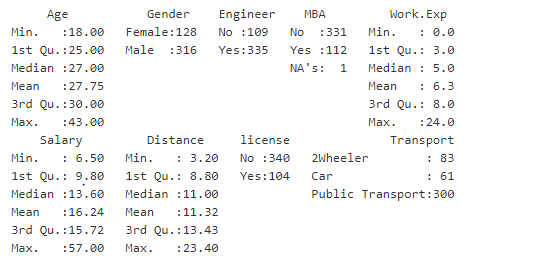 Age Gender Engineer MBA Work.Exp
Min. :18.00 Female:128 No :109 No :331 Min. : 0.0
1st Qu.:25.00 Male :316 Yes:335 Yes :112 1st Qu.: 3.0
Median :27.00 NA's: 1 Median : 5.0
Mean :27.75 Mean : 6.3
3rd Qu.:30.00 3rd Qu.: 8.0
Max. :43.00 Max. :24.0
Salary Distance license Transport
Min. : 6.50 Min. : 3.20 No :340 2Wheeler : 83
1st Qu.: 9.80 1st Qu.: 8.80 Yes:104 Car : 61
Median :13.60 Median :11.00 Public Transport:300
Mean :16.24 Mean :11.32
3rd Qu.:15.72 3rd Qu.:13.43
Max. :57.00 Max. :23.40